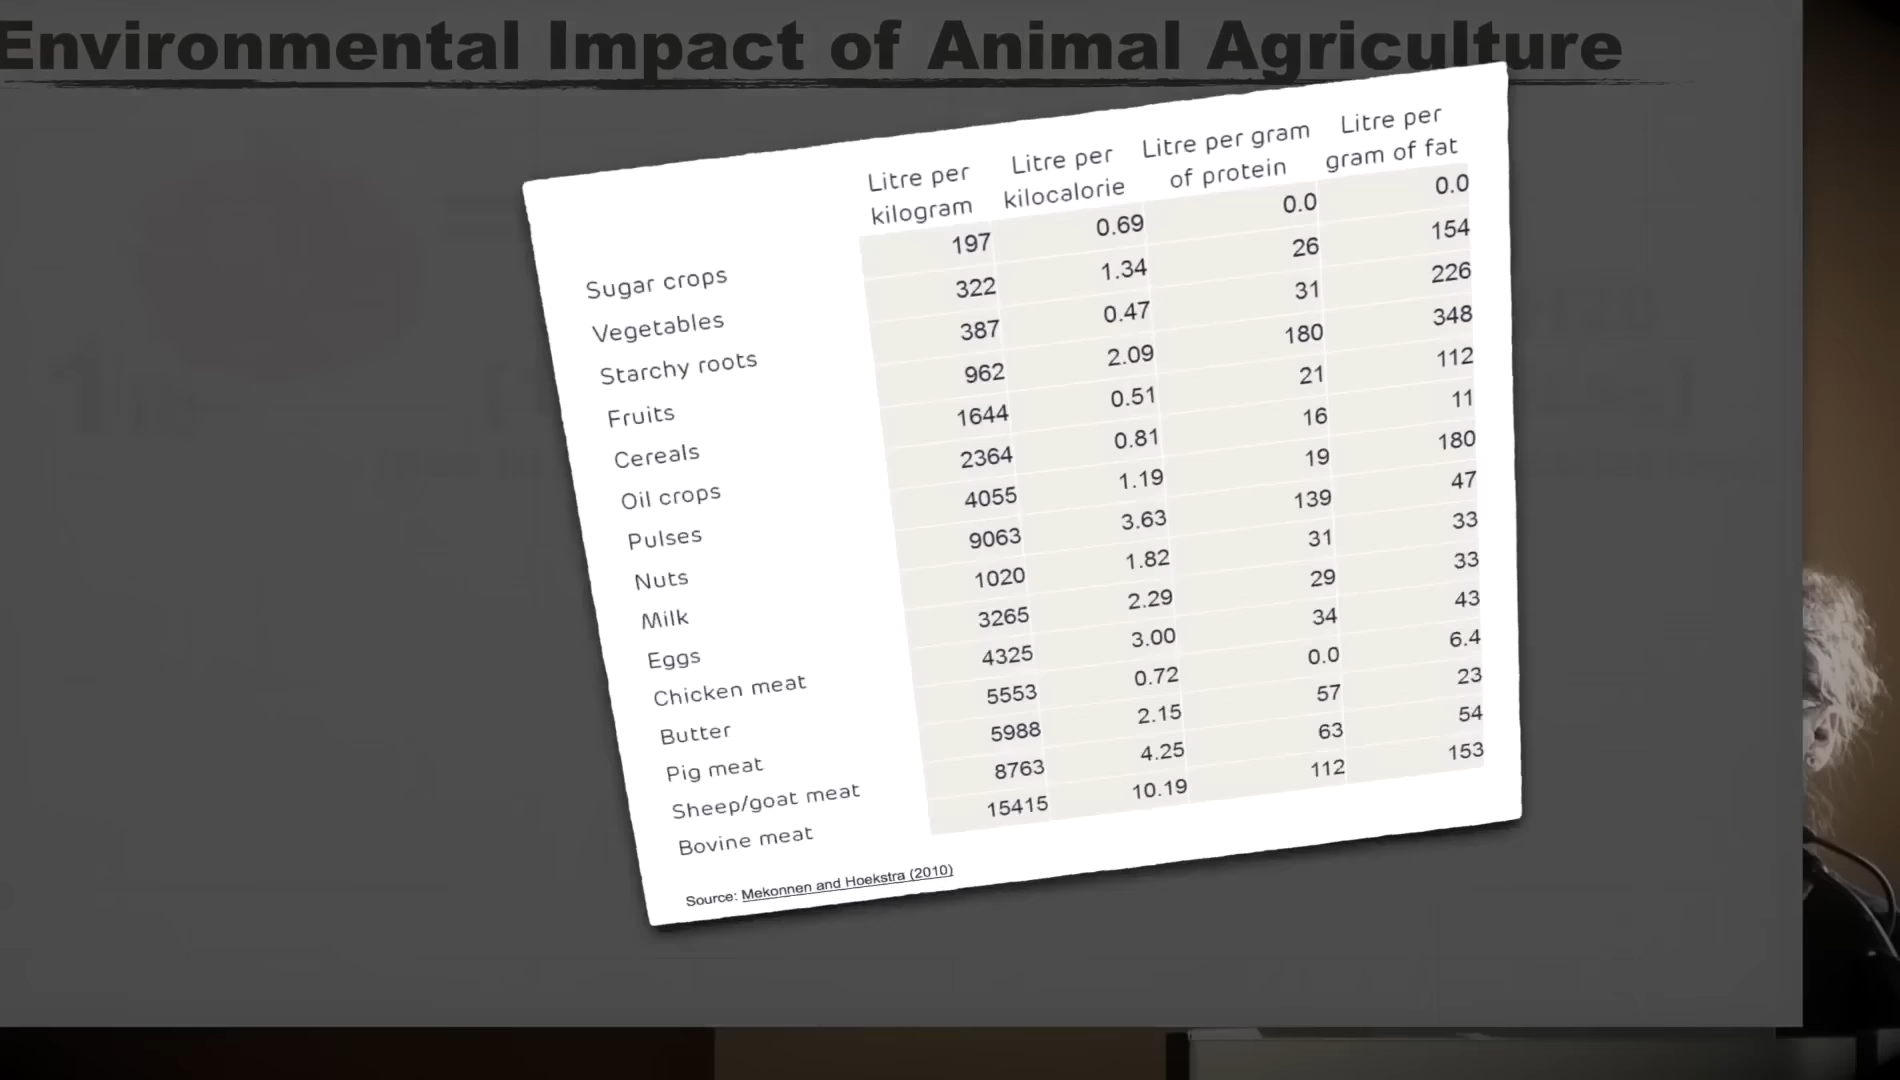 Environmental Impact of Animal Agriculture
Litre per kilogram Litre per kilocalorie Litre per gram of protein Litre per gram of fat
Sugar crops 197 0.69 0.0 0.0
Vegetables 322 1.34 26 154
Starchy roots 387 0.47 31 226
Fruits 962 2.09 180 348
Cereals 1644 0.51 21 112
Oil crops 2364 0.81 16 11
Pulses 4055 1.19 19 180
Nuts 9063 3.63 139 47
Milk 1020 1.82 31 33
Eggs 3265 2.29 29 33
Chicken meat 4325 3.00 34 43
Butter 5553 0.72 0.0 6.4
Pig meat 5988 2.15 57 23
Sheep/goat meat 8763 4.25 63 54
Bovine meat 15415 10.19 112 153
Source: Mekonnen and Hoekstra (2010)